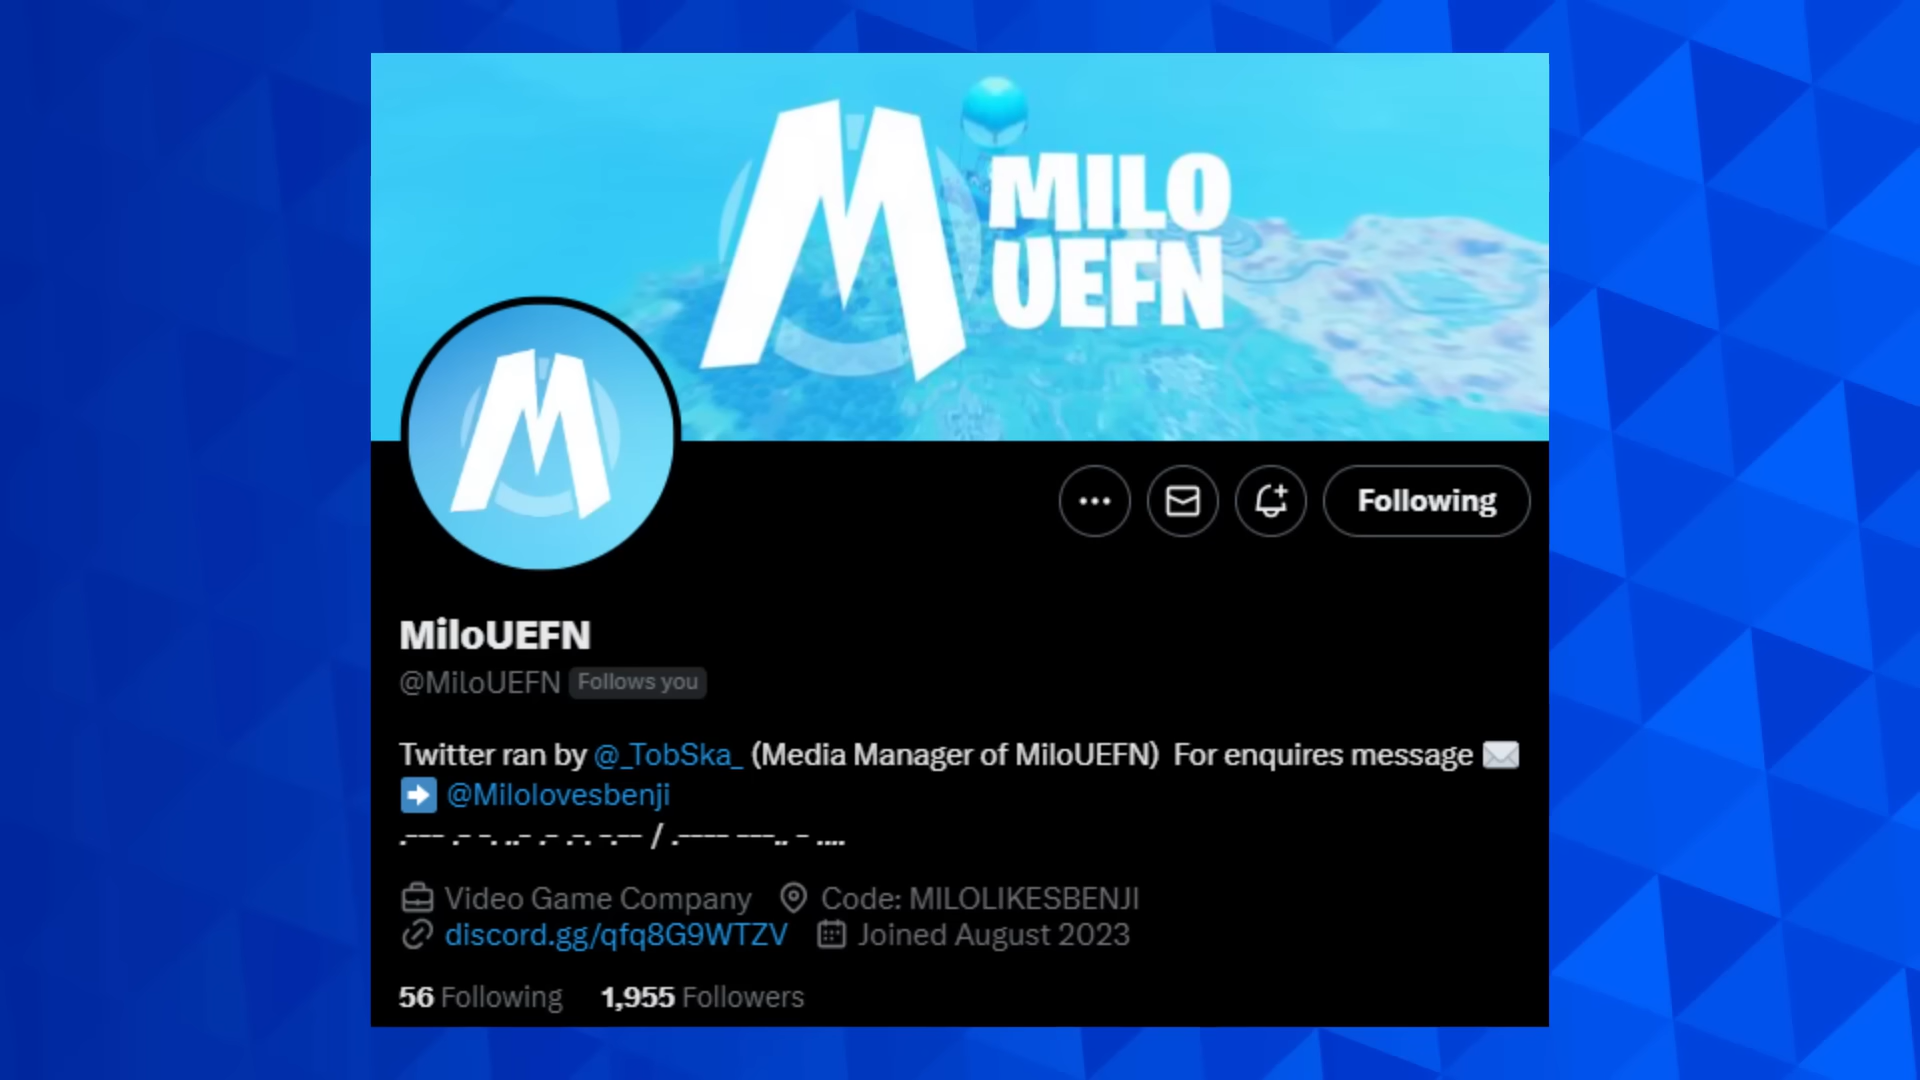 MILO
UEFN
Following
MiloUEFN
@MiloUEFN Follows you
Twitter ran by @_TobSka_ (Media Manager of MiloUEFN) For enquires message ✉️
➡️ @Milolovesbenji
.--- .- -. ..- .- .-. -.-- / .---- ---.. - ....
Video Game Company Code: MILOLIKESBENJI
discord.gg/qfq8G9WTZV Joined August 2023
56 Following 1,955 Followers